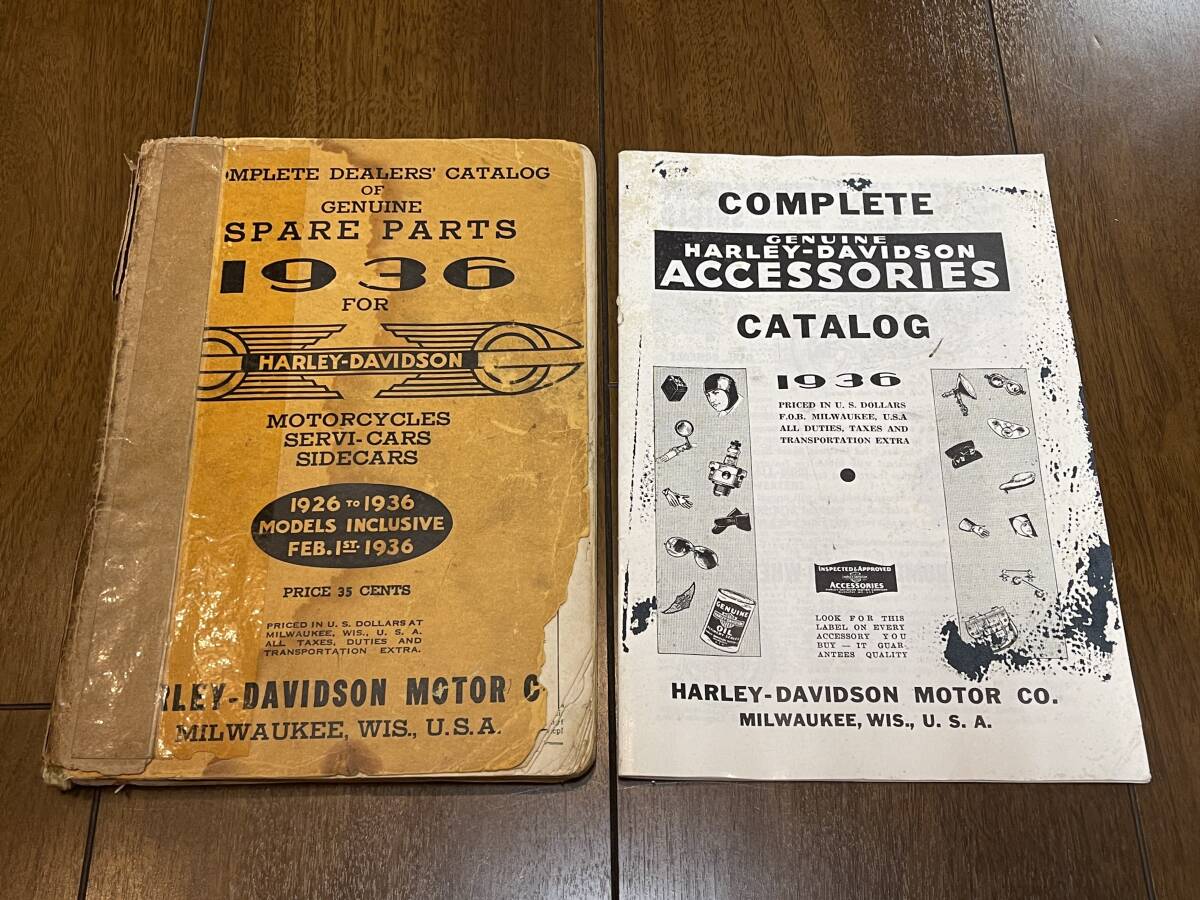 OMPLETE DEALERS' CATALOG
OF
GENUINE
SPARE PARTS
1936
FOR
HARLEY-DAVIDSON
MOTORCYCLES
SERVI-CARS
SIDECARS
1926 TO 1936
MODELS INCLUSIVE
FEB. 1ST. 1936
PRICE 35 CENTS
PRICED IN U. S. DOLLARS AT
MILWAUKEE, WIS., U. S. A.
ALL TAXES, DUTIES AND
TRANSPORTATION EXTRA.
RLEY-DAVIDSON MOTOR C
MILWAUKEE, WIS., U.S.A.
COMPLETE
GENUINE
HARLEY-DAVIDSON
ACCESSORIES
CATALOG
1936
PRICED IN U. S. DOLLARS
F.O.B. MILWAUKEE, U.S.A
ALL DUTIES, TAXES AND
TRANSPORTATION EXTRA
INSPECTED & APPROVED
ACCESSORIES
GENUINE
OIL
LOOK FOR THIS
LABEL ON EVERY
ACCESSORY YOU
BUY — IT GUAR
ANTEES QUALITY
HARLEY-DAVIDSON MOTOR CO.
MILWAUKEE, WIS., U. S. A.